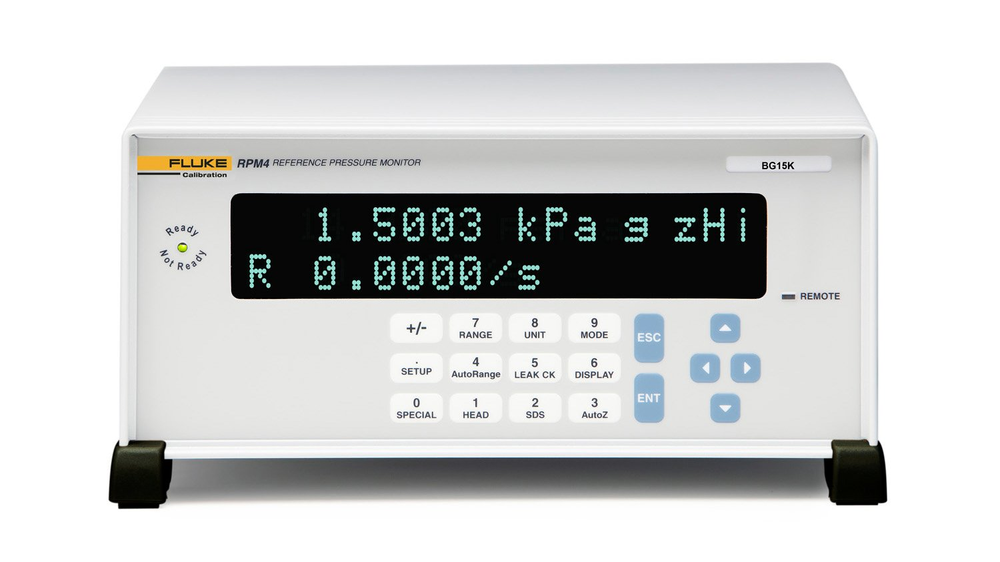 FLUKE RPM4 REFERENCE PRESSURE MONITOR
Calibration
BG15K
Ready
Not Ready
1.5003 kPa g zHi
R 0.0000/s
REMOTE
+/- 7 8 9
RANGE UNIT MODE
ESC
. 4 5 6
SETUP AutoRange LEAK CK DISPLAY
ENT
0 1 2 3
SPECIAL HEAD SDS AutoZ